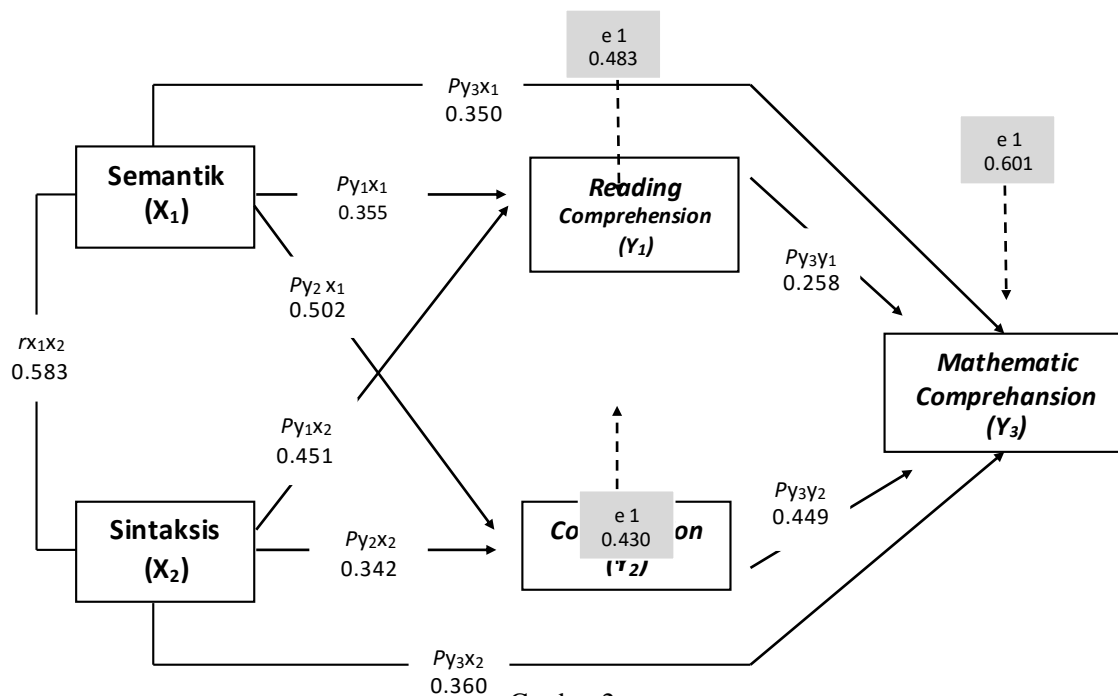 e 1
0.483
Py₃x₁
0.350
e 1
0.601
Semantik
(X₁)
Py₁x₁
0.355
Reading
Comprehension
(Y₁)
Py₂ x₁
0.502
Py₃y₁
0.258
rx₁x₂
0.583
Mathematic
Comprehansion
(Y₃)
Py₁x₂
0.451
Sintaksis
(X₂)
Py₂x₂
0.342
e 1
0.430
(Y₂)
Py₃y₂
0.449
Py₃x₂
0.360